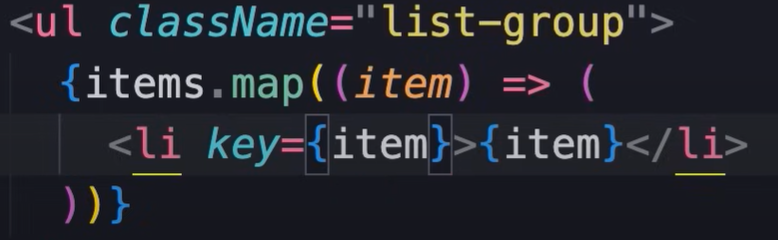 <ul className="list-group">
{items.map((item) => (
<li key={item}>{item}</li>
))}